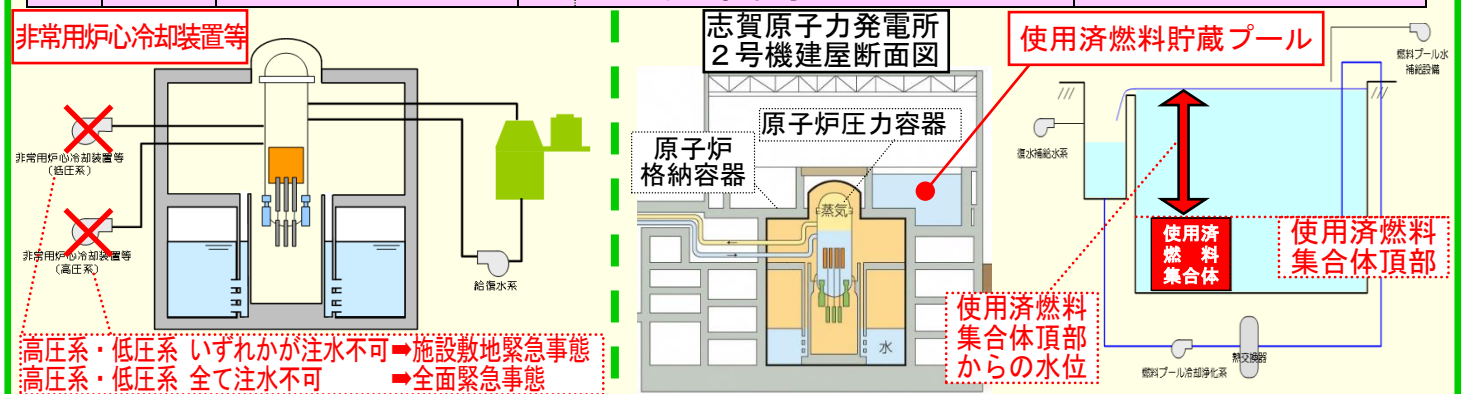 非常用炉心冷却装置等
非常用炉心冷却装置等
(低圧系)
非常用炉心冷却装置等
(高圧系)
給復水系
高圧系・低圧系 いずれかが注水不可➡施設敷地緊急事態
高圧系・低圧系 全て注水不可 ➡全面緊急事態
志賀原子力発電所
2号機建屋断面図
原子炉圧力容器
原子炉
格納容器
蒸気
水
使用済燃料貯蔵プール
燃料プール水
補給設備
復水補給水系
使用済
燃料
集合体
使用済燃料
集合体頂部
使用済燃料
集合体頂部
からの水位
熱交換器
燃料プール冷却浄化系